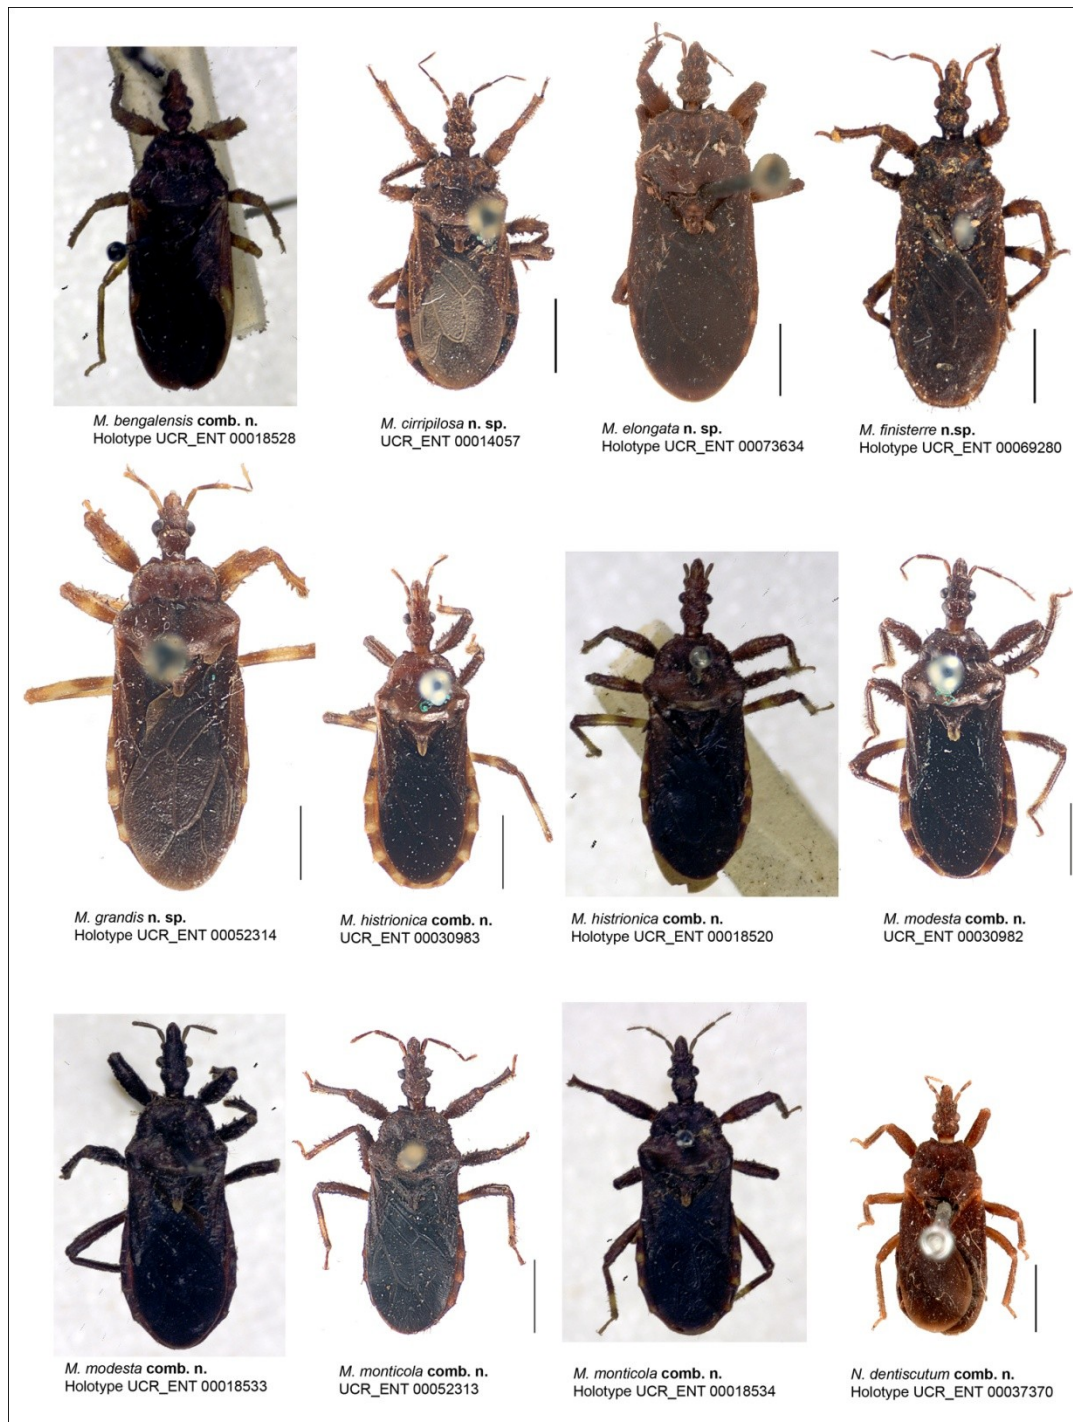 M. bengalensis comb. n.
Holotype UCR_ENT 00018528
M. cirripilosa n. sp.
UCR_ENT 00014057
M. elongata n. sp.
Holotype UCR_ENT 00073634
M. finisterre n.sp.
Holotype UCR_ENT 00069280
M. grandis n. sp.
Holotype UCR_ENT 00052314
M. histrionica comb. n.
UCR_ENT 00030983
M. histrionica comb. n.
Holotype UCR_ENT 00018520
M. modesta comb. n.
UCR_ENT 00030982
M. modesta comb. n.
Holotype UCR_ENT 00018533
M. monticola comb. n.
UCR_ENT 00052313
M. monticola comb. n.
Holotype UCR_ENT 00018534
N. dentiscutum comb. n.
Holotype UCR_ENT 00037370